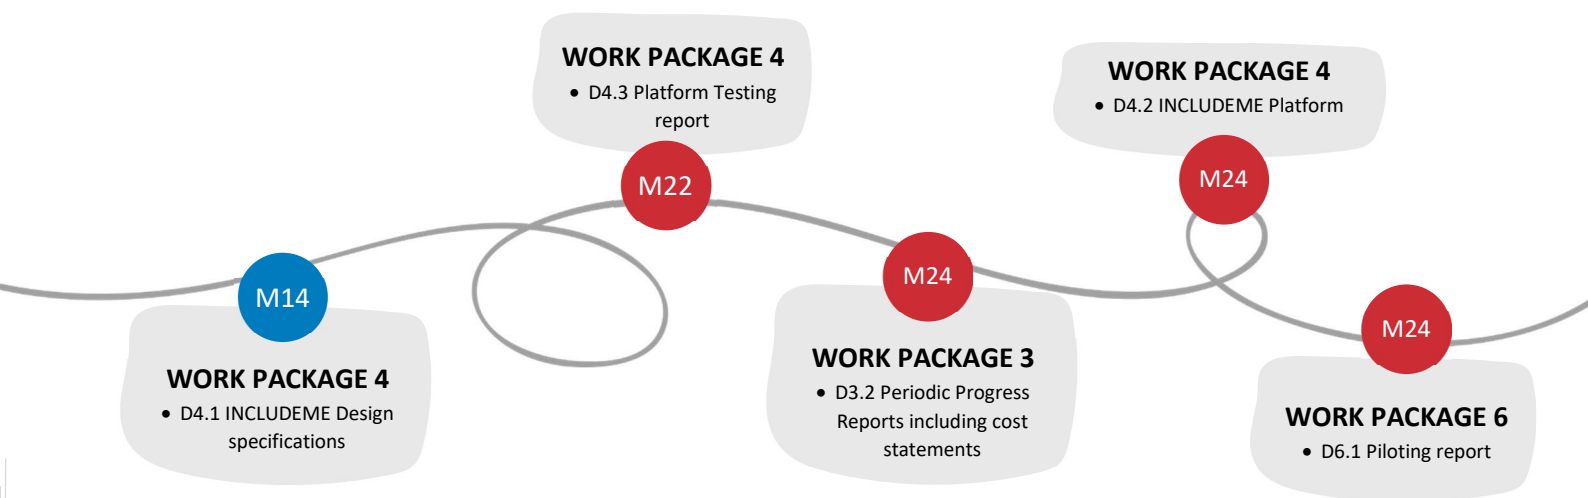 M14
WORK PACKAGE 4
• D4.1 INCLUDEME Design
specifications
WORK PACKAGE 4
• D4.3 Platform Testing
report
M22
M24
WORK PACKAGE 3
• D3.2 Periodic Progress
Reports including cost
statements
WORK PACKAGE 4
• D4.2 INCLUDEME Platform
M24
M24
WORK PACKAGE 6
• D6.1 Piloting report